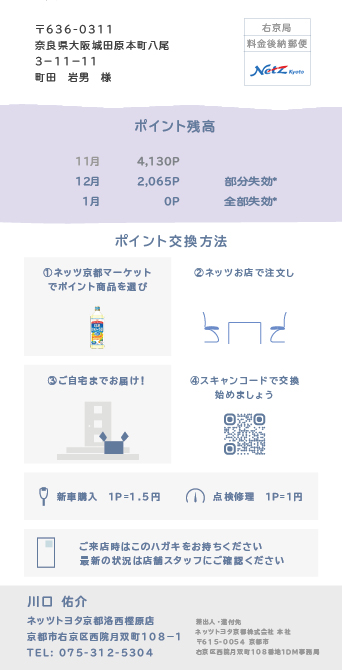 〒636-0311
奈良県大阪城田原本町八尾
3－11－11
町田　岩男　様
右京局
料金後納郵便
Netz Kyoto
ポイント残高
11月　4,130P
12月　2,065P　部分失効*
1月　0P　全部失効*
ポイント交換方法
①ネッツ京都マーケット
でポイント商品を選び
②ネッツお店で注文し
③ご自宅までお届け！
④スキャンコードで交換
始めましょう
新車購入　1P=1.5円
点検修理　1P=1円
ご来店時はこのハガキをお持ちください
最新の状況は店舗スタッフにご確認ください
川口　佑介
ネッツトヨタ京都洛西樫原店
京都市右京区西院月双町108－1
TEL: 075-312-5304
差出人・還付先
ネッツトヨタ京都株式会社 本社
〒615-0054 京都市
右京区西院月双町108番地1DM事務局